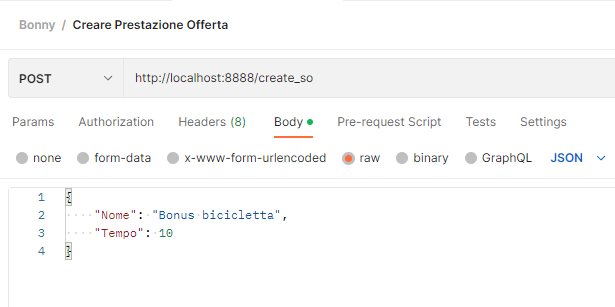 Bonny / Creare Prestazione Offerta
POST http://localhost:8888/create_so
Params Authorization Headers (8) Body Pre-request Script Tests Settings
none form-data x-www-form-urlencoded raw binary GraphQL JSON
1 {
2 "Nome": "Bonus bicicletta",
3 "Tempo": 10
4 }